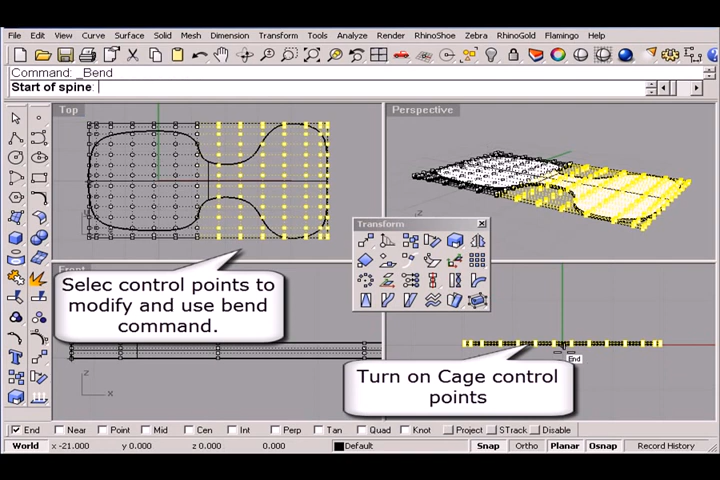 File Edit View Curve Surface Solid Mesh Dimension Transform Tools Analyze Render RhinoShoe Zebra RhinoGold Flamingo Help
Command: _Bend
Start of spine:
Top
Perspective
Transform
Selec control points to
modify and use bend
command.
Front
z
x
End
Turn on Cage control
points
End Near Point Mid Cen Int Perp Tan Quad Knot Project STrack Disable
World x -21.000 y 0.000 z 0.000 0.000 Default Snap Ortho Planar Osnap Record History